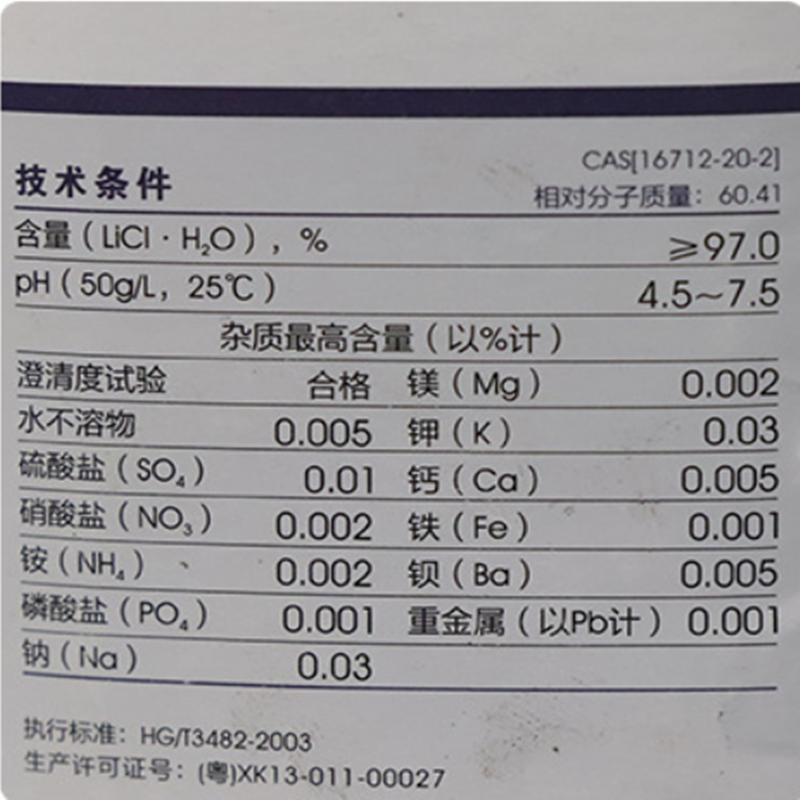 CAS[16712-20-2]
技术条件
相对分子质量：60.41
含量（LiCl · H₂O），% ≥97.0
pH（50g/L，25℃） 4.5～7.5
杂质最高含量（以%计）
澄清度试验 合格 镁（Mg） 0.002
水不溶物 0.005 钾（K） 0.03
硫酸盐（SO₄） 0.01 钙（Ca） 0.005
硝酸盐（NO₃） 0.002 铁（Fe） 0.001
铵（NH₄） 0.002 钡（Ba） 0.005
磷酸盐（PO₄） 0.001 重金属（以Pb计） 0.001
钠（Na） 0.03
执行标准：HG/T3482-2003
生产许可证号：(粤)XK13-011-00027